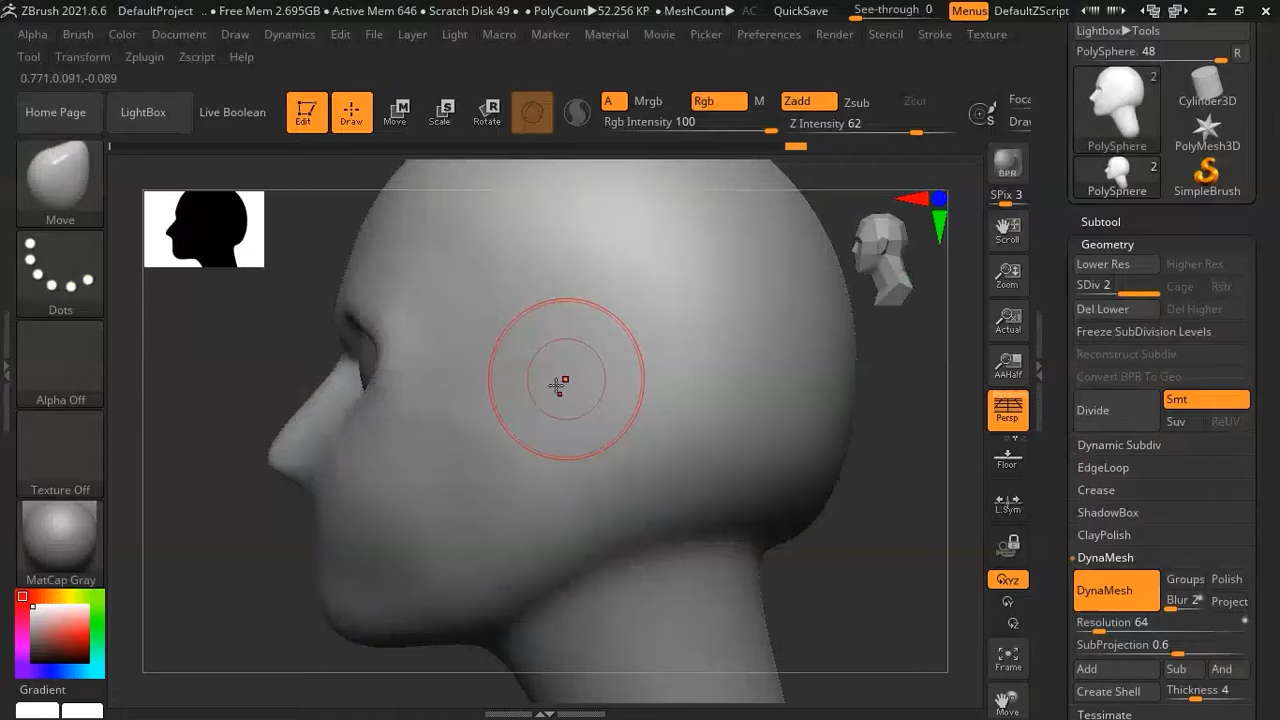 ZBrush 2021.6.6 DefaultProject .. ● Free Mem 2.695GB ● Active Mem 646 ● Scratch Disk 49 ● PolyCount▶52.256 KP ● MeshCount▶ AC QuickSave See-through 0 Menus DefaultZScript
Alpha Brush Color Document Draw Dynamics Edit File Layer Light Macro Marker Material Movie Picker Preferences Render Stencil Stroke Texture
Tool Transform Zplugin Zscript Help
0.771,0.091,-0.089
Home Page LightBox Live Boolean Edit Draw Move Scale Rotate A Mrgb Rgb M Zadd Zsub Zcut Foca
Rgb Intensity 100 Z Intensity 62 Drav
Move
Dots
Alpha Off
Texture Off
MatCap Gray
Gradient
BPR
SPix 3
Scroll
Zoom
Actual
AAHalf
Persp
Floor
L.Sym
XYZ
Y
Z
Frame
Move
Lightbox▶Tools
PolySphere. 48 R
2
Cylinder3D
PolySphere PolyMesh3D
2
PolySphere SimpleBrush
Subtool
Geometry
Lower Res Higher Res
SDiv 2 Cage Rstr
Del Lower Del Higher
Freeze SubDivision Levels
Reconstruct Subdiv
Convert BPR To Geo
Divide Smt
Suv ReUV
Dynamic Subdiv
EdgeLoop
Crease
ShadowBox
ClayPolish
DynaMesh
DynaMesh Groups Polish
Blur 2 Project
Resolution 64
SubProjection 0.6
Add Sub And
Create Shell Thickness 4
Tessimate